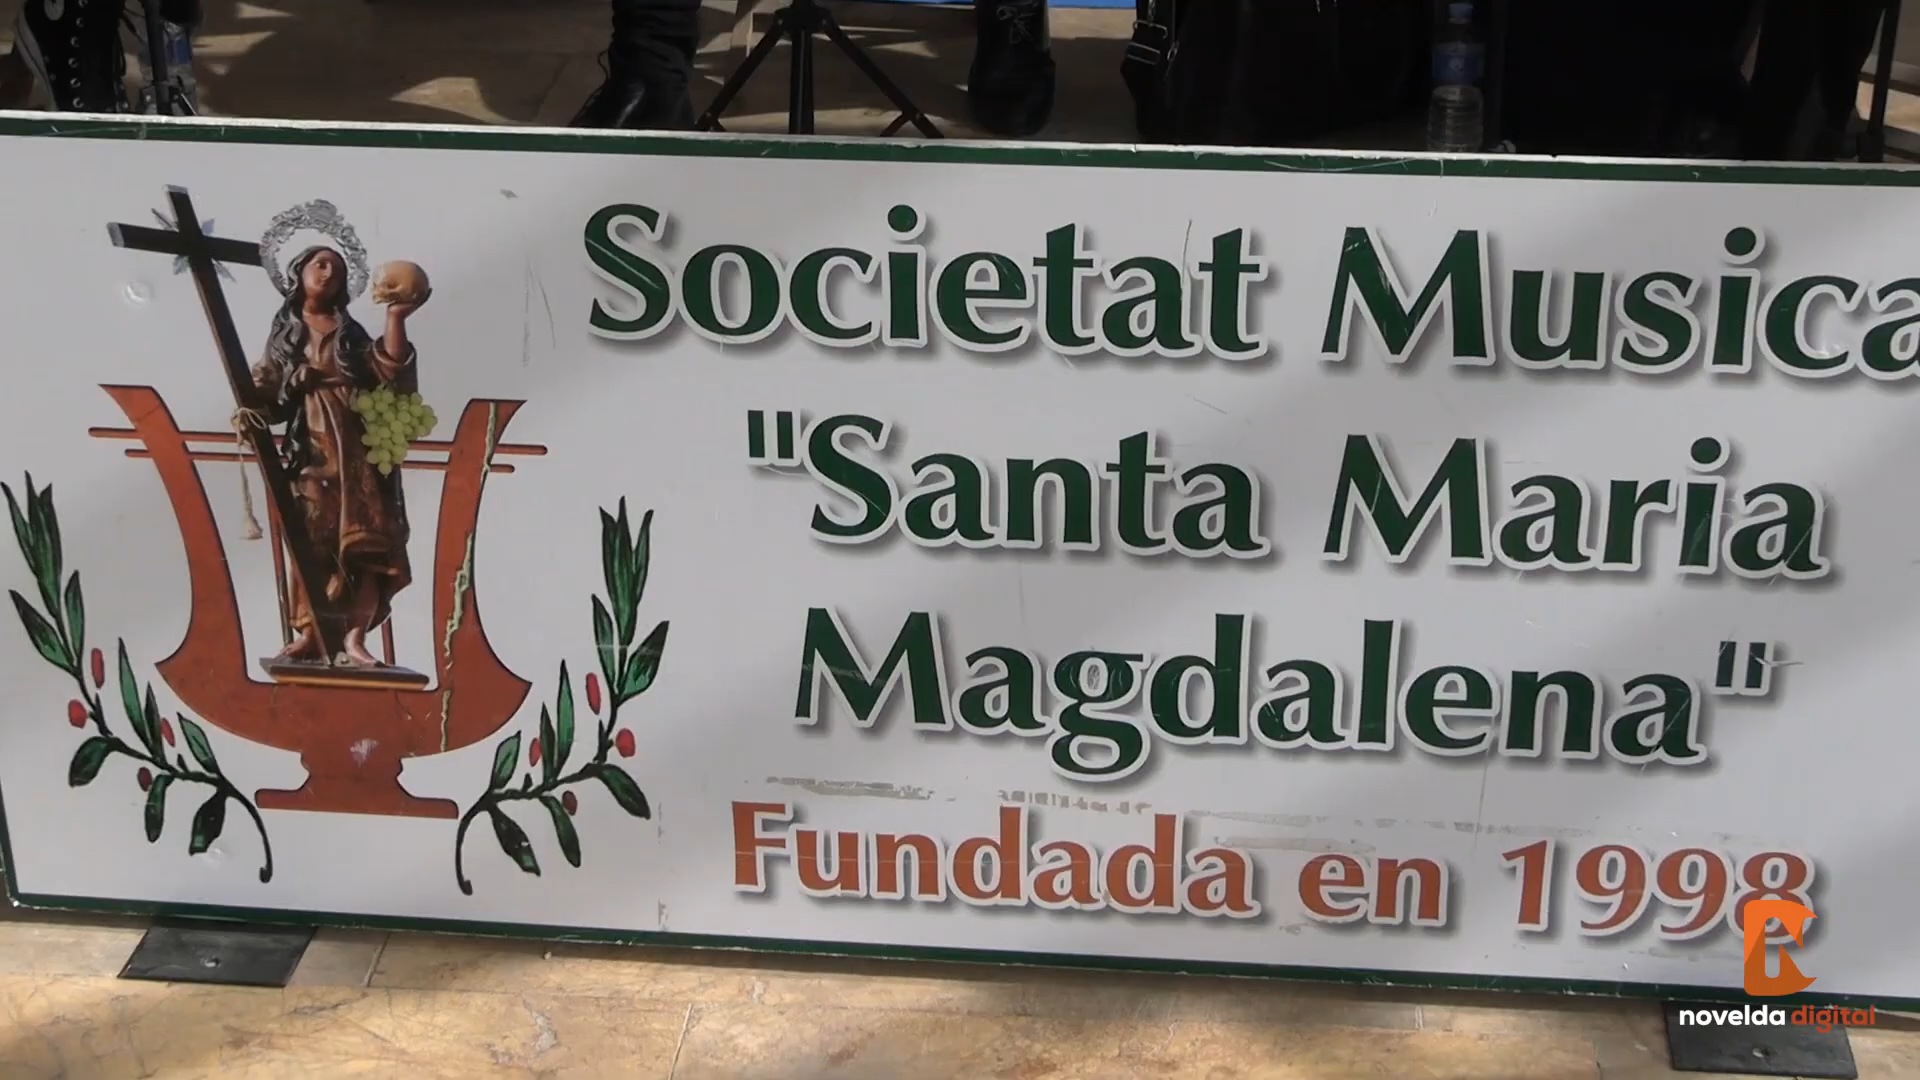 Societat Musica
"Santa Maria
Magdalena"
Fundada en 1998
novelda digital